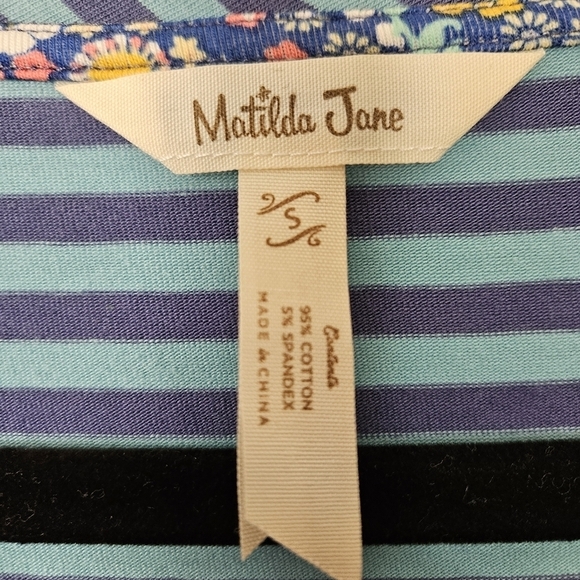 Matilda Jane
S
Contents
95% COTTON
5% SPANDEX
MADE in CHINA